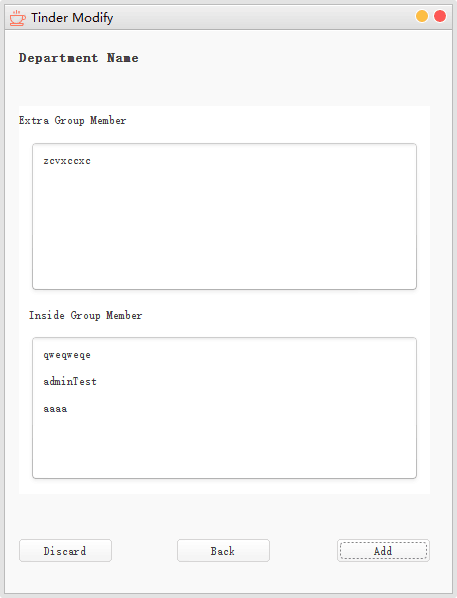 Tinder Modify
Department Name
Extra Group Member
zcvxccxc
Inside Group Member
qweqweqe
adminTest
aaaa
Discard
Back
Add